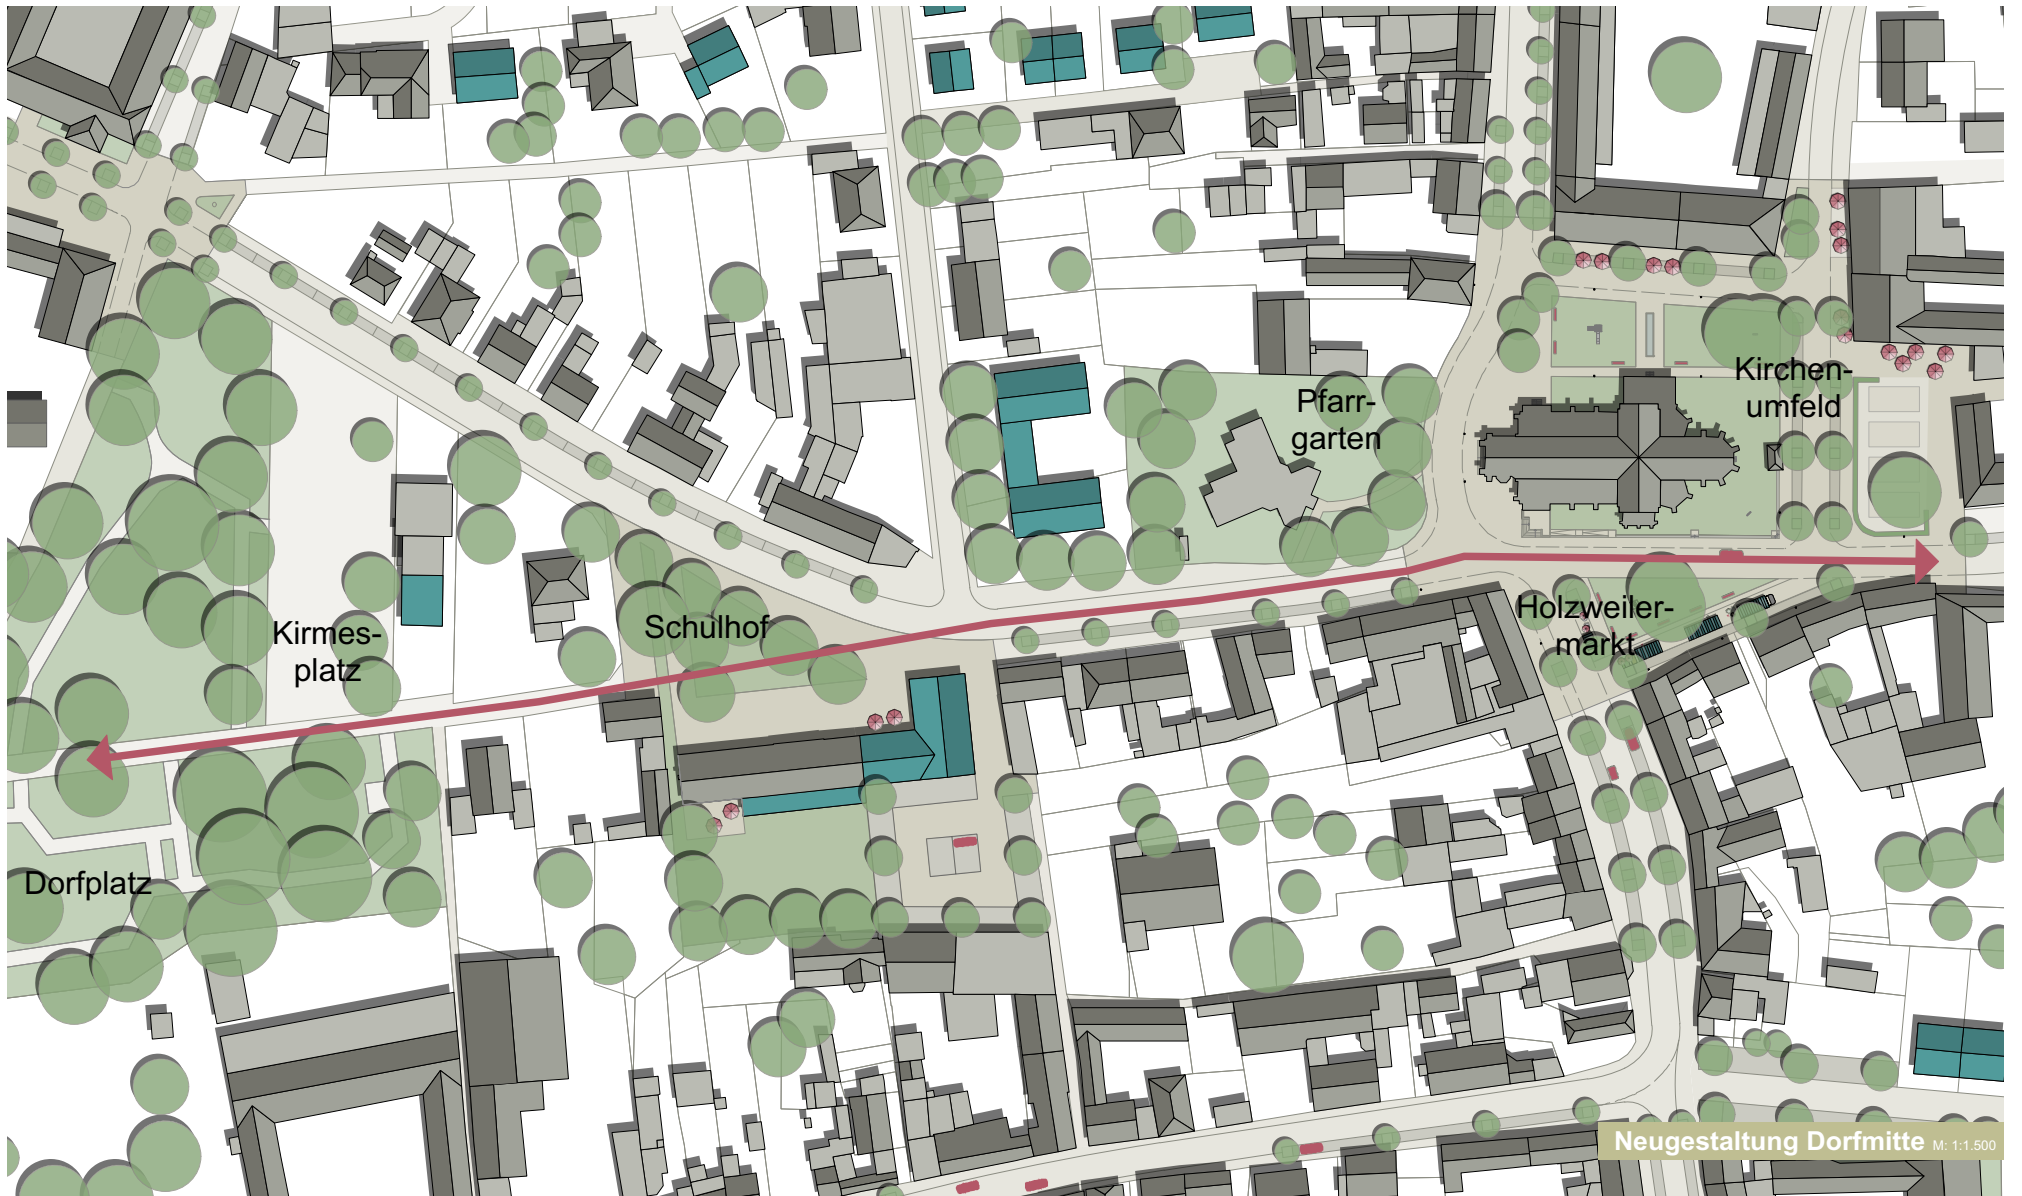 Kirchen-
umfeld
Pfarr-
garten
Holzweiler-
markt
Schulhof
Kirmes-
platz
Dorfplatz
Neugestaltung Dorfmitte M: 1:1.500